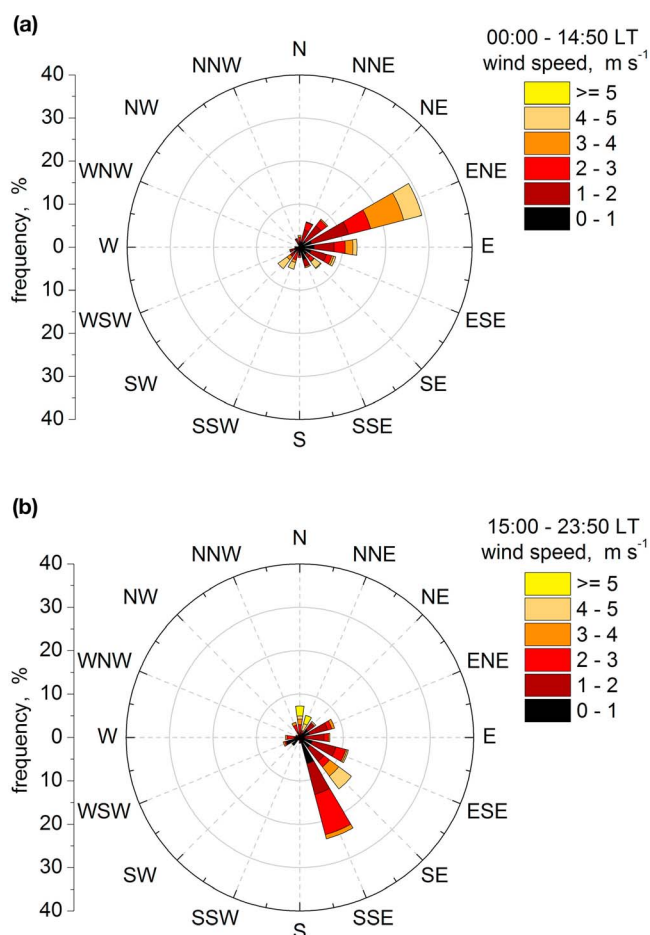 (a)
00:00 - 14:50 LT
wind speed, m s⁻¹
>= 5
4 - 5
3 - 4
2 - 3
1 - 2
0 - 1
frequency, %
40
30
20
10
0
10
20
30
40
N
NNE
NE
ENE
E
ESE
SE
SSE
S
SSW
SW
WSW
W
WNW
NW
NNW
(b)
15:00 - 23:50 LT
wind speed, m s⁻¹
>= 5
4 - 5
3 - 4
2 - 3
1 - 2
0 - 1
frequency, %
40
30
20
10
0
10
20
30
40
N
NNE
NE
ENE
E
ESE
SE
SSE
S
SSW
SW
WSW
W
WNW
NW
NNW